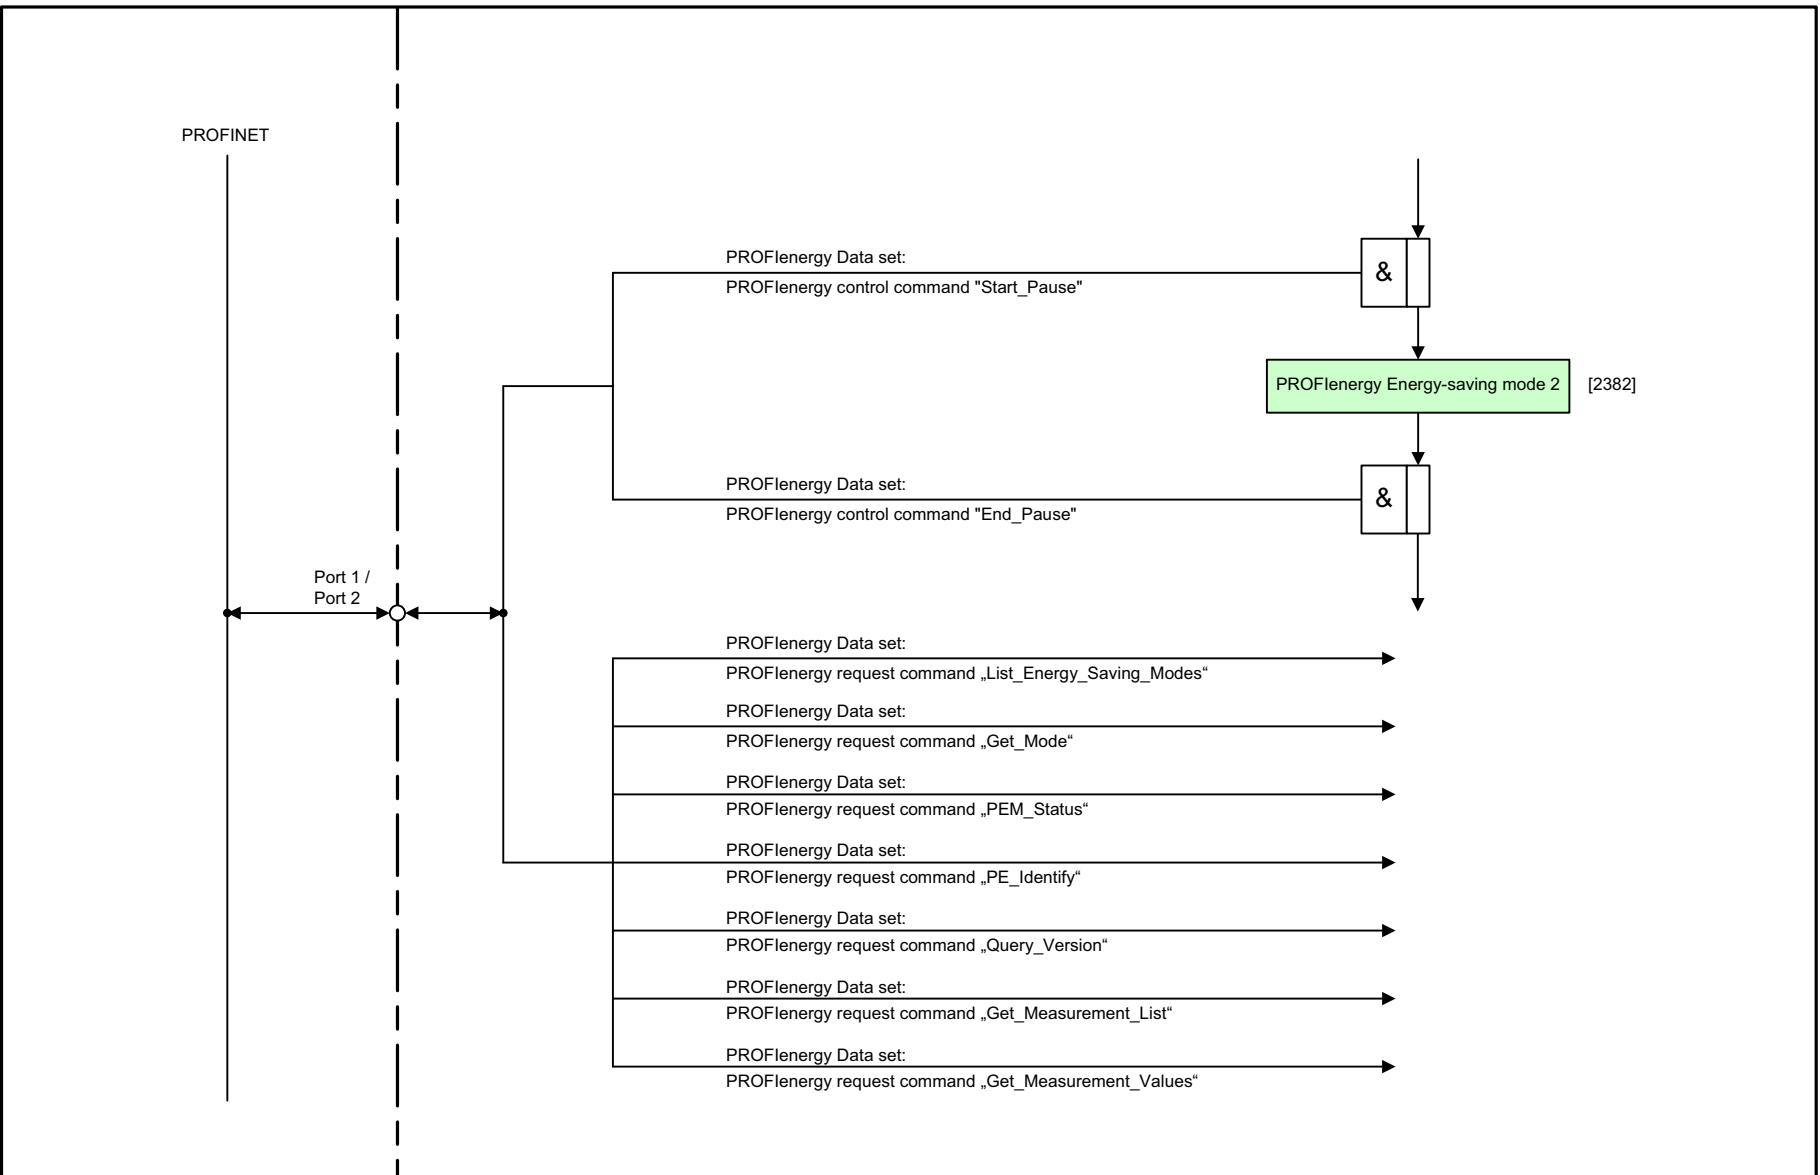 PROFINET
PROFIenergy Data set:
PROFIenergy control command "Start_Pause"
&
PROFIenergy Energy-saving mode 2
[2382]
PROFIenergy Data set:
PROFIenergy control command "End_Pause"
&
Port 1 /
Port 2
PROFIenergy Data set:
PROFIenergy request command „List_Energy_Saving_Modes“
PROFIenergy Data set:
PROFIenergy request command „Get_Mode“
PROFIenergy Data set:
PROFIenergy request command „PEM_Status“
PROFIenergy Data set:
PROFIenergy request command „PE_Identify“
PROFIenergy Data set:
PROFIenergy request command „Query_Version“
PROFIenergy Data set:
PROFIenergy request command „Get_Measurement_List“
PROFIenergy Data set:
PROFIenergy request command „Get_Measurement_Values“